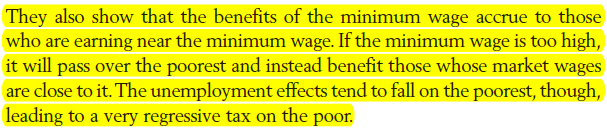 They also show that the benefits of the minimum wage accrue to those
who are earning near the minimum wage. If the minimum wage is too high,
it will pass over the poorest and instead benefit those whose market wages
are close to it. The unemployment effects tend to fall on the poorest, though,
leading to a very regressive tax on the poor.